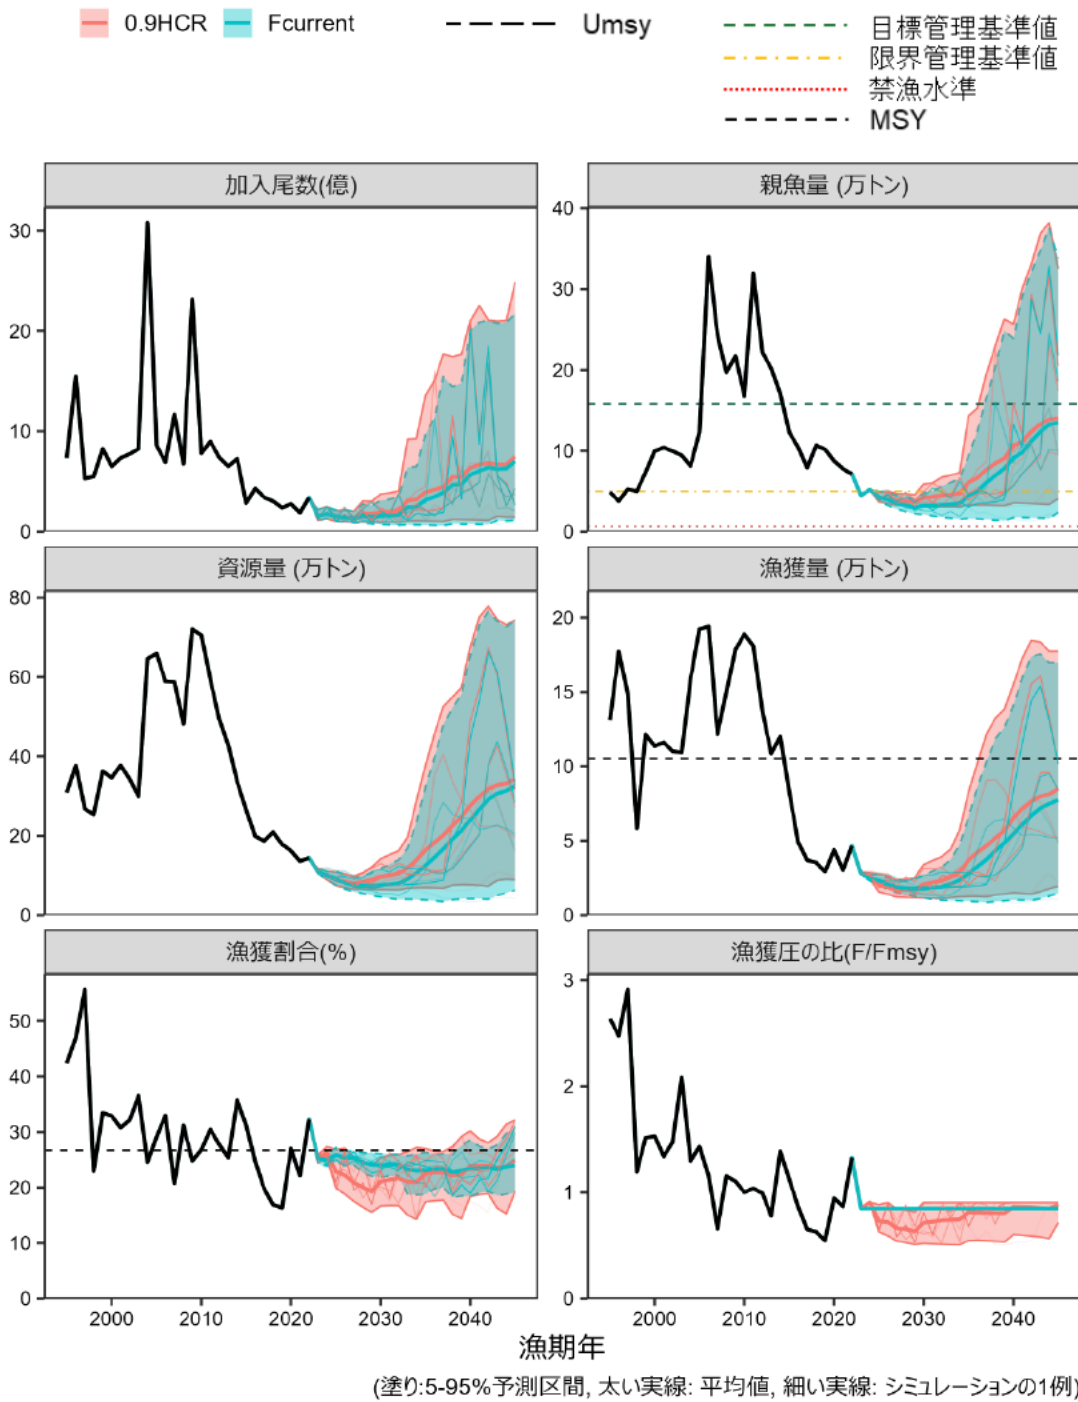 0.9HCR Fcurrent Umsy 目標管理基準値
限界管理基準値
禁漁水準
MSY
加入尾数(億)
30
20
10
0
親魚量 (万トン)
40
30
20
10
0
資源量 (万トン)
80
60
40
20
0
漁獲量 (万トン)
20
15
10
5
0
漁獲割合(%)
50
40
30
20
10
0
2000 2010 2020 2030 2040
漁獲圧の比(F/Fmsy)
3
2
1
0
2000 2010 2020 2030 2040
漁期年
(塗り:5-95%予測区間, 太い実線: 平均値, 細い実線: シミュレーションの1例)